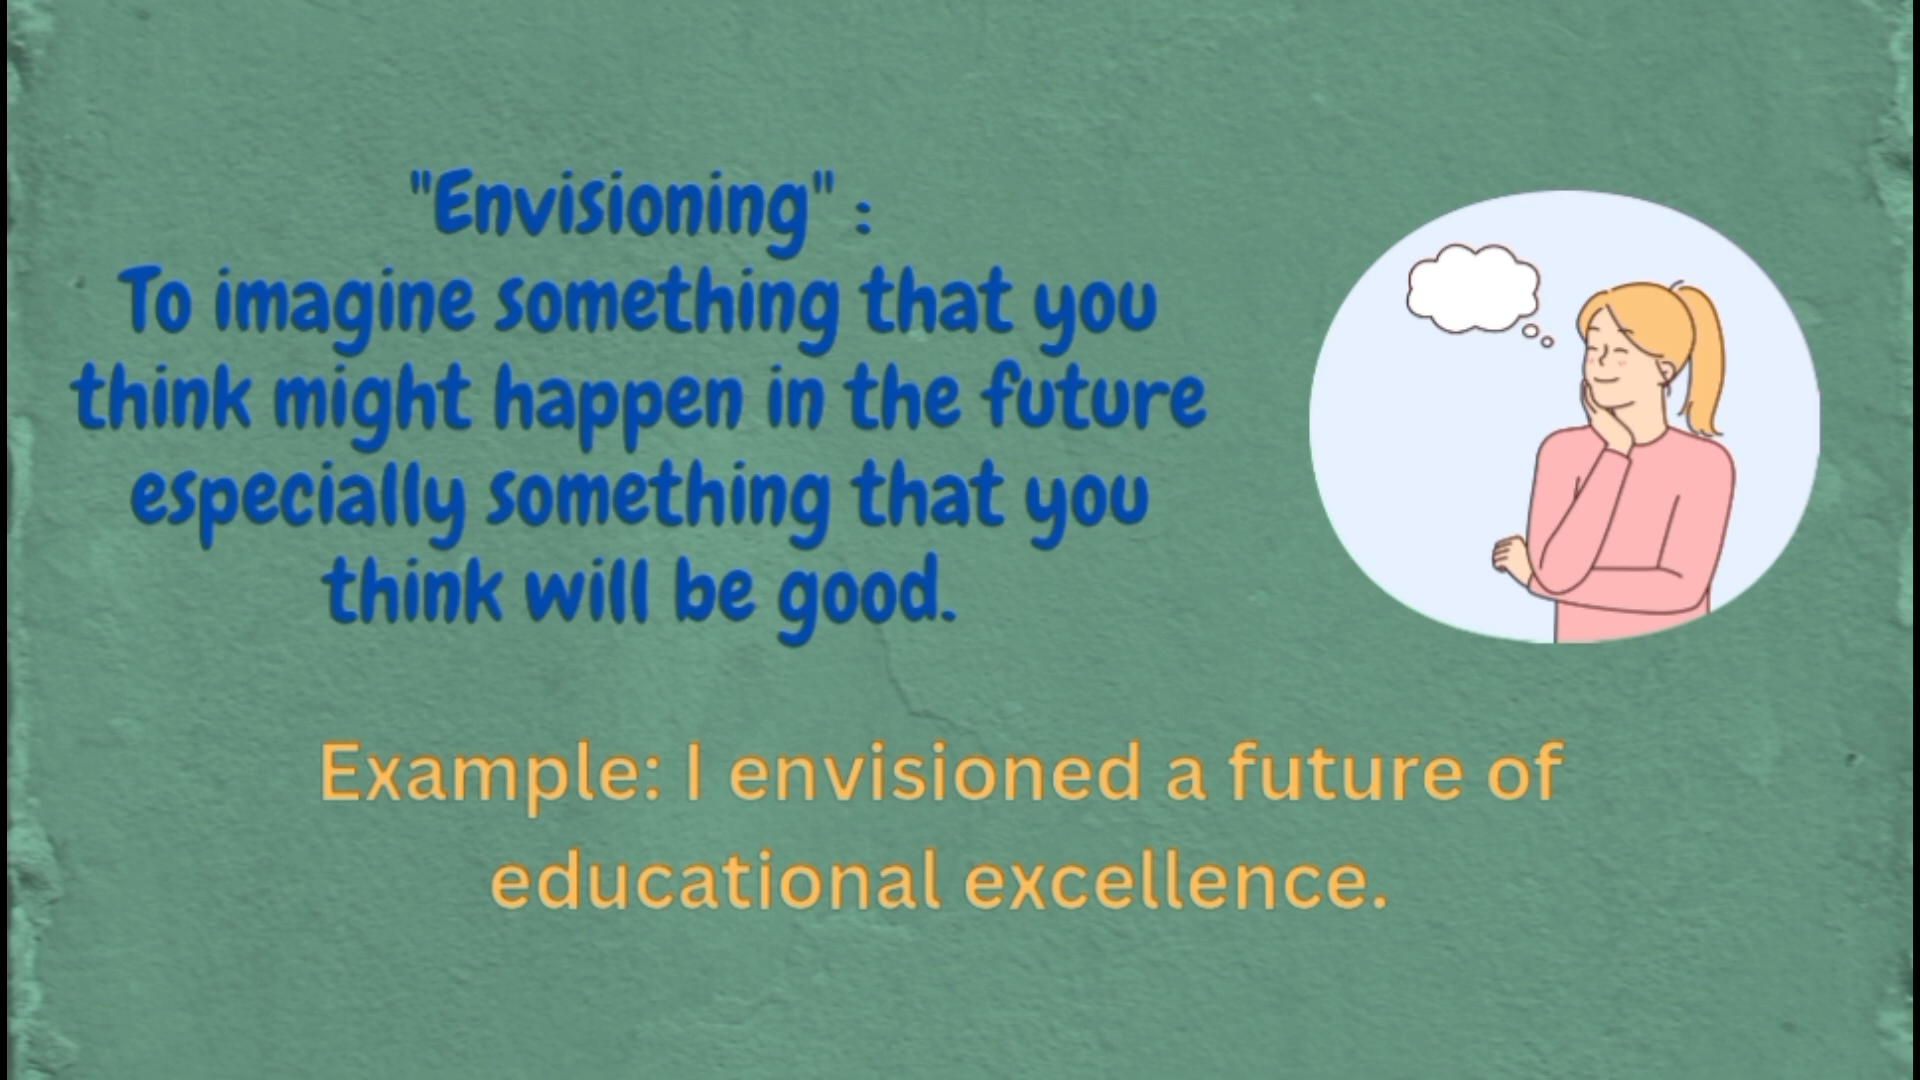 "Envisioning" :
To imagine something that you
think might happen in the future
especially something that you
think will be good.
Example: I envisioned a future of
educational excellence.